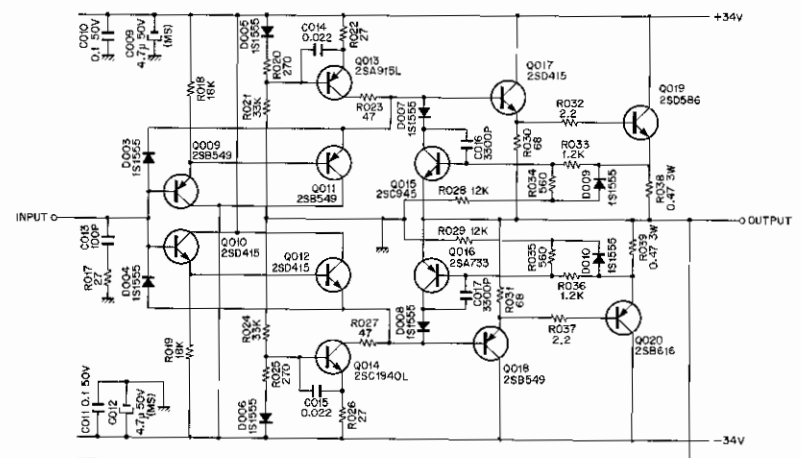 C010
0.1 50V
C009
4.7μ 50V
(MS)
D005
1S1555
C014
0.022
R022
27
+34V
R020
270
Q013
2SA915L
Q017
2SD415
Q019
2SD586
R018
18K
R021
33K
R023
47
D007
1S1555
R032
2.2
C016
3300P
R030
68
R033
1.2K
D003
1S1555
Q009
2SB549
Q011
2SB549
Q015
2SC945
R034
560
D009
1S1555
R038
0.47 3W
R028 12K
INPUT
OUTPUT
C013
100P
Q010
2SD415
R029 12K
R017
27
D004
1S1555
Q012
2SD415
Q016
2SA733
R035
560
D010
1S1555
R039
0.47 3W
C017
3300P
R031
68
R036
1.2K
R019
18K
R024
33K
R027
47
D008
1S1555
R037
2.2
Q020
2SB616
Q014
2SC1940L
Q018
2SB549
R025
270
C011 0.1 50V
C012
4.7μ 50V
(MS)
D006
1S1555
C015
0.022
R026
27
-34V